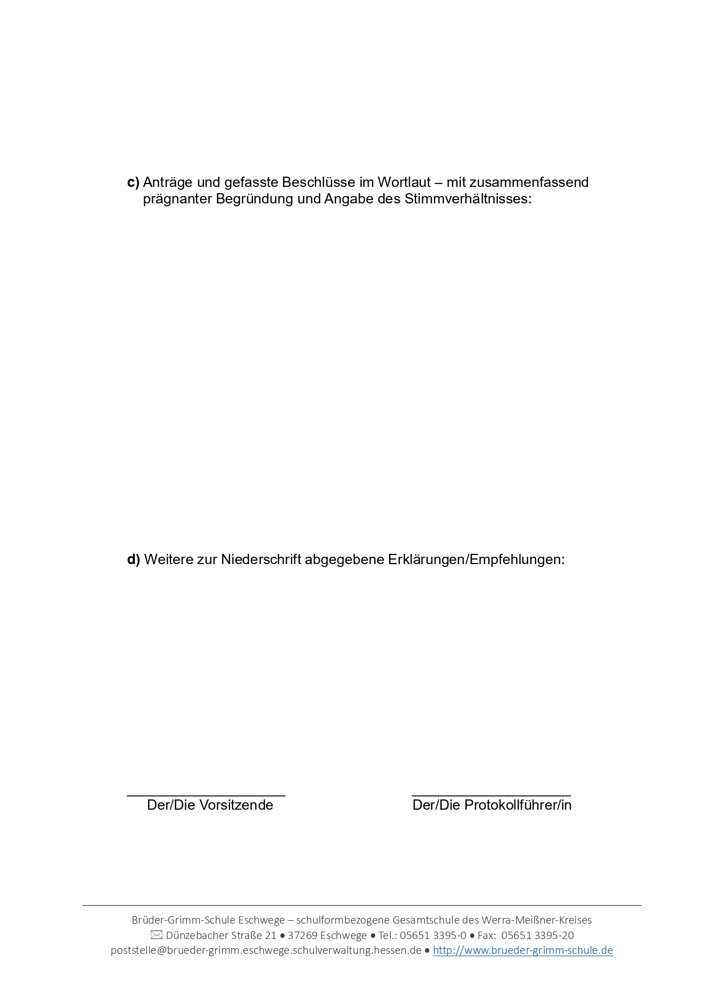 c) Anträge und gefasste Beschlüsse im Wortlaut – mit zusammenfassend
prägnanter Begründung und Angabe des Stimmverhältnisses:
d) Weitere zur Niederschrift abgegebene Erklärungen/Empfehlungen:
____________________ ____________________
Der/Die Vorsitzende Der/Die Protokollführer/in
Brüder-Grimm-Schule Eschwege – schulformbezogene Gesamtschule des Werra-Meißner-Kreises
🖂 Dünzebacher Straße 21 ● 37269 Eschwege ● Tel.: 05651 3395-0 ● Fax: 05651 3395-20
poststelle@brueder-grimm.eschwege.schulverwaltung.hessen.de ● http://www.brueder-grimm-schule.de